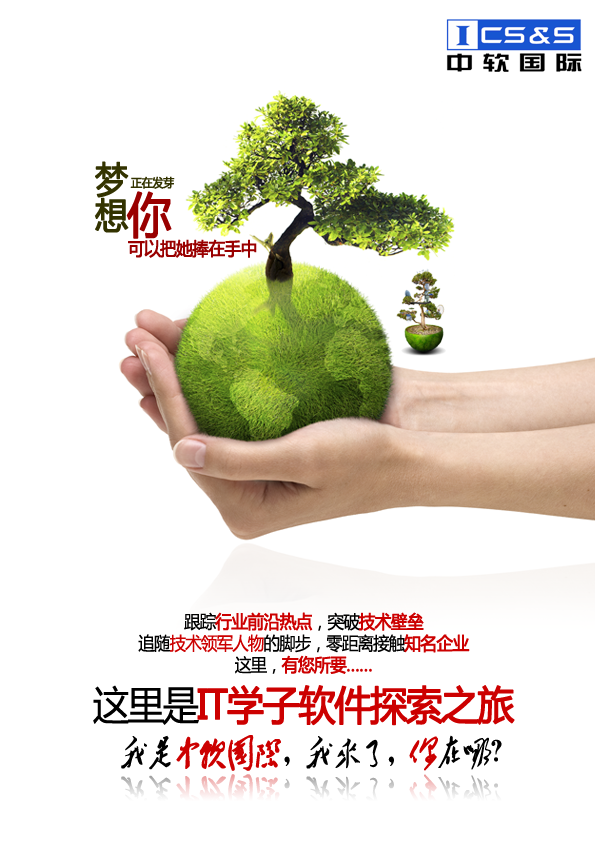 ICS&S
中软国际
梦想
正在发芽
你
可以把她捧在手中
跟踪行业前沿热点，突破技术壁垒
追随技术领军人物的脚步，零距离接触知名企业
这里，有您所要……
这里是IT学子软件探索之旅
我是中软国際，我来了，你在哪?